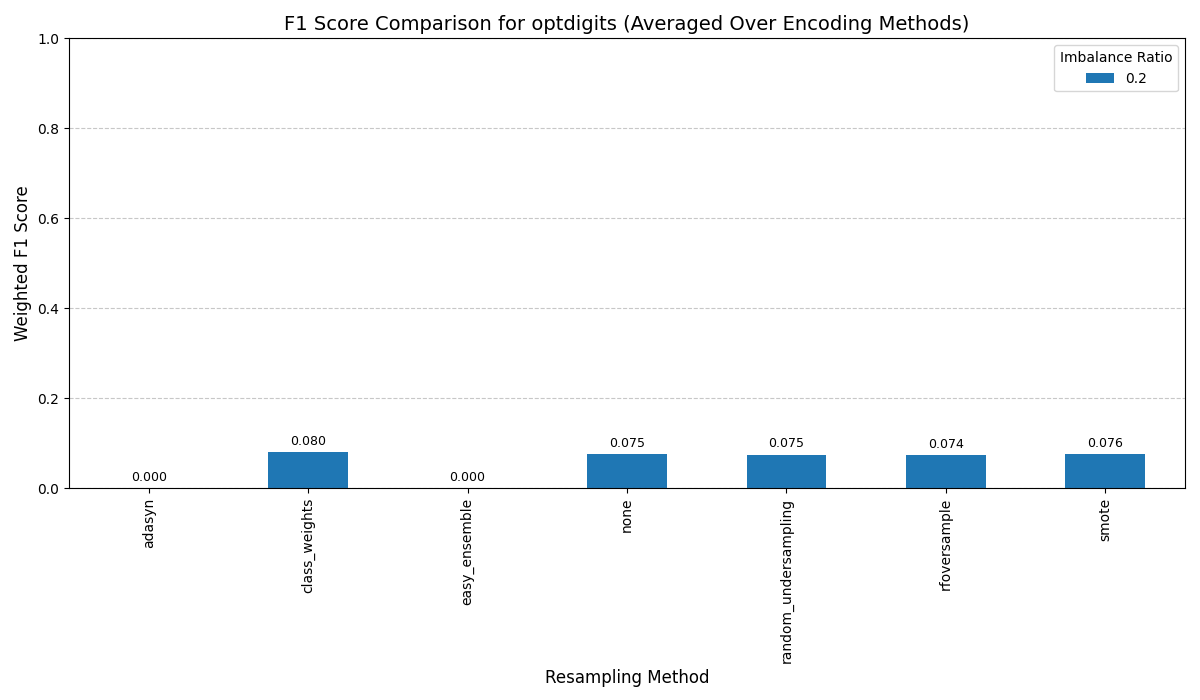 F1 Score Comparison for optdigits (Averaged Over Encoding Methods)
Imbalance Ratio
0.2
Weighted F1 Score
1.0
0.8
0.6
0.4
0.2
0.0
0.000
0.080
0.000
0.075
0.075
0.074
0.076
adasyn
class_weights
easy_ensemble
none
random_undersampling
rfoversample
smote
Resampling Method